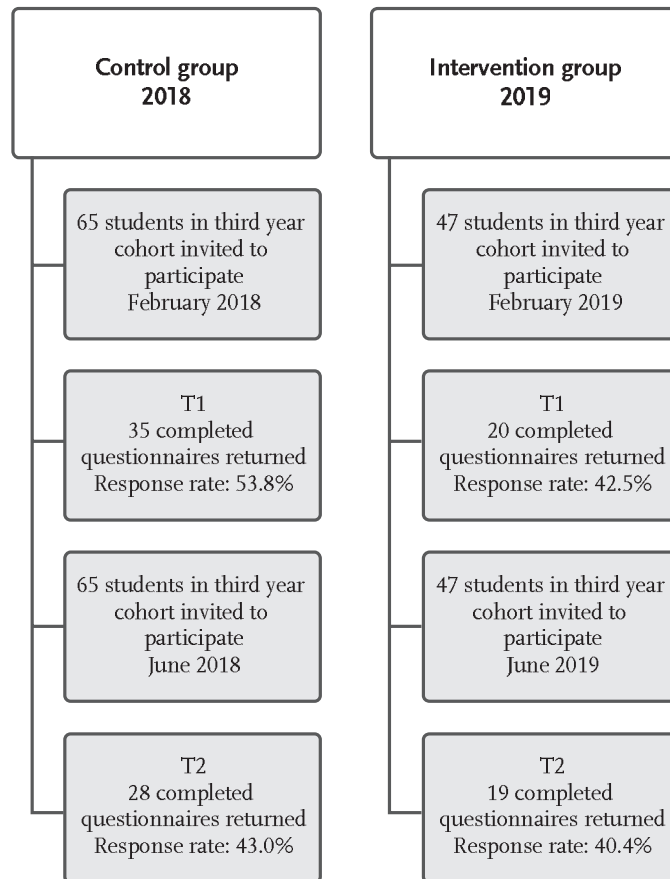 Control group
2018
65 students in third year
cohort invited to
participate
February 2018
T1
35 completed
questionnaires returned
Response rate: 53.8%
65 students in third year
cohort invited to
participate
June 2018
T2
28 completed
questionnaires returned
Response rate: 43.0%
Intervention group
2019
47 students in third year
cohort invited to
participate
February 2019
T1
20 completed
questionnaires returned
Response rate: 42.5%
47 students in third year
cohort invited to
participate
June 2019
T2
19 completed
questionnaires returned
Response rate: 40.4%